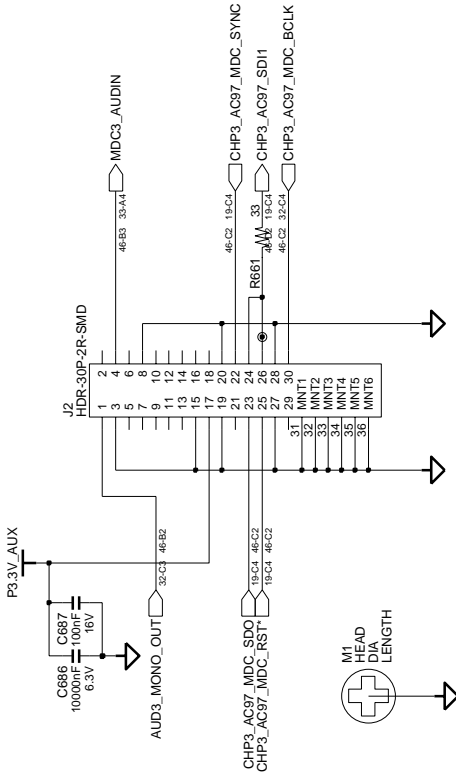 P3.3V_AUX
C686
10000nF
6.3V
C687
100nF
16V
AUD3_MONO_OUT
32-C3 46-B2
CHP3_AC97_MDC_SDO
19-C4 46-C2
CHP3_AC97_MDC_RST*
19-C4 46-C2
M1
HEAD
DIA
LENGTH
J2
HDR-30P-2R-SMD
1 2
3 4
5 6
7 8
9 10
11 12
13 14
15 16
17 18
19 20
21 22
23 24
25 26
27 28
29 30
31 MNT1
32 MNT2
33 MNT3
34 MNT4
35 MNT5
36 MNT6
MDC3_AUDIN
46-B3 33-A4
CHP3_AC97_MDC_SYNC
46-C2 19-C4
R661
33
CHP3_AC97_SDI1
46-C2 19-C4
CHP3_AC97_MDC_BCLK
46-C2 32-C4